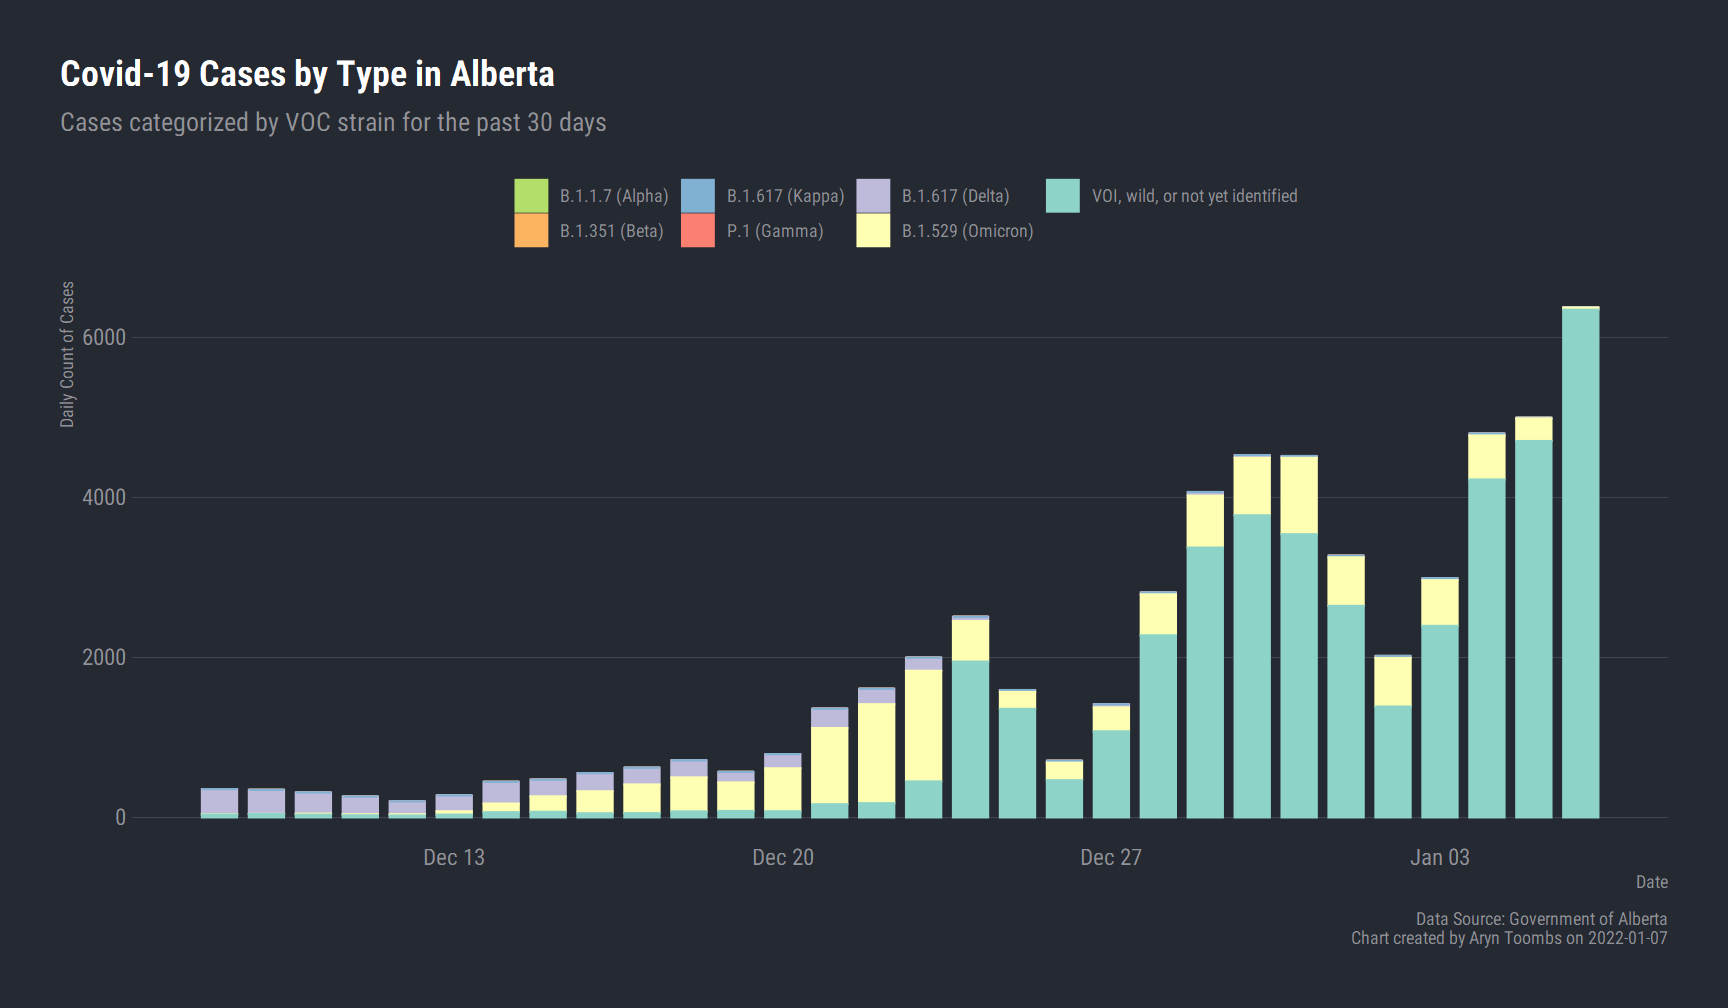 Covid-19 Cases by Type in Alberta
Cases categorized by VOC strain for the past 30 days
B.1.1.7 (Alpha) B.1.617 (Kappa) B.1.617 (Delta) VOI, wild, or not yet identified
B.1.351 (Beta) P.1 (Gamma) B.1.529 (Omicron)
Daily Count of Cases
6000
4000
2000
0
Dec 13 Dec 20 Dec 27 Jan 03
Date
Data Source: Government of Alberta
Chart created by Aryn Toombs on 2022-01-07